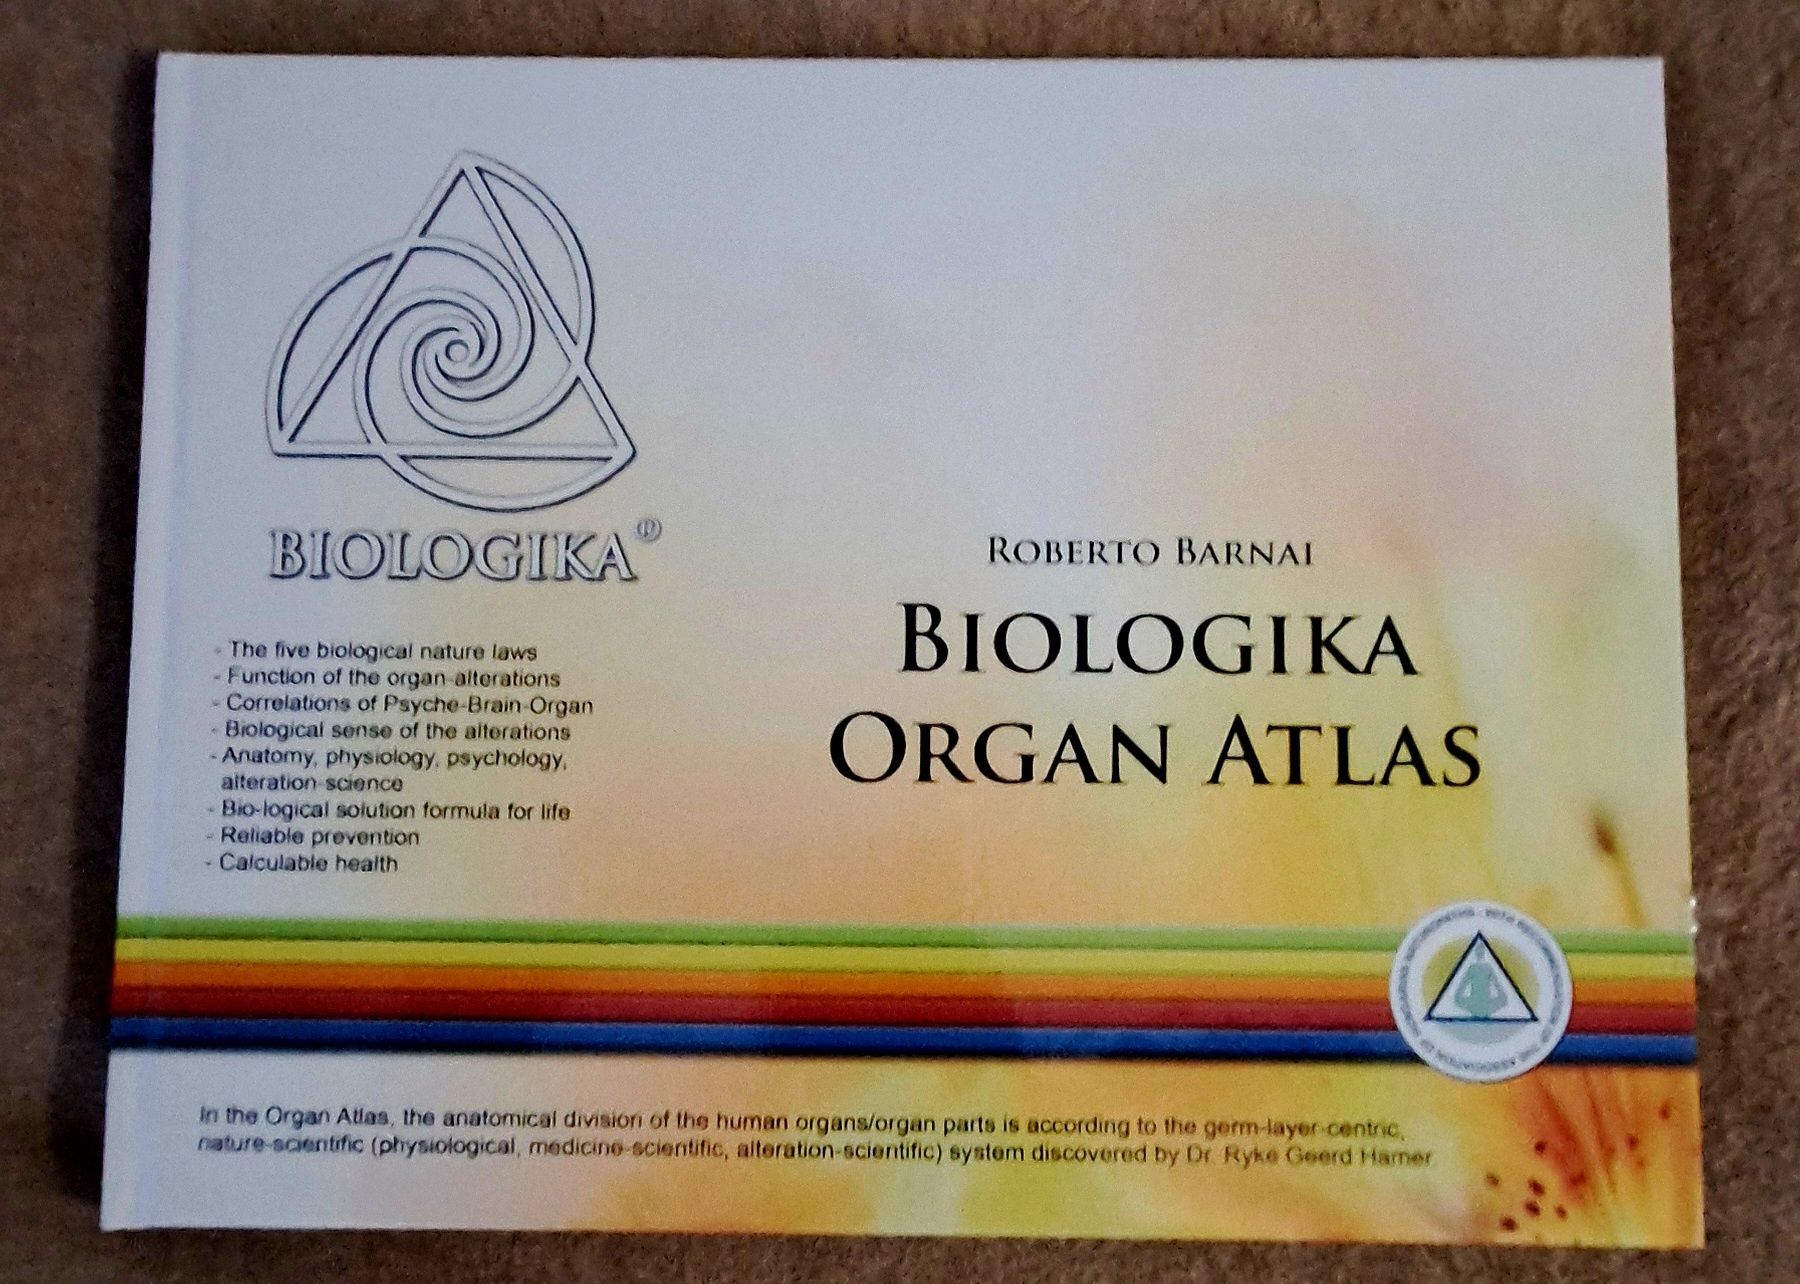 BIOLOGIKA®
- The five biological nature laws
- Function of the organ alterations
- Correlations of Psyche-Brain-Organ
- Biological sense of the alterations
- Anatomy, physiology, psychology,
alteration-science
- Bio-logical solution formula for life
- Reliable prevention
- Calculable health
ROBERTO BARNAI
BIOLOGIKA
ORGAN ATLAS
In the Organ Atlas, the anatomical division of the human organs/organ parts is according to the germ-layer-centric,
nature-scientific (physiological, medicine-scientific, alteration-scientific) system discovered by Dr. Ryke Geerd Hamer